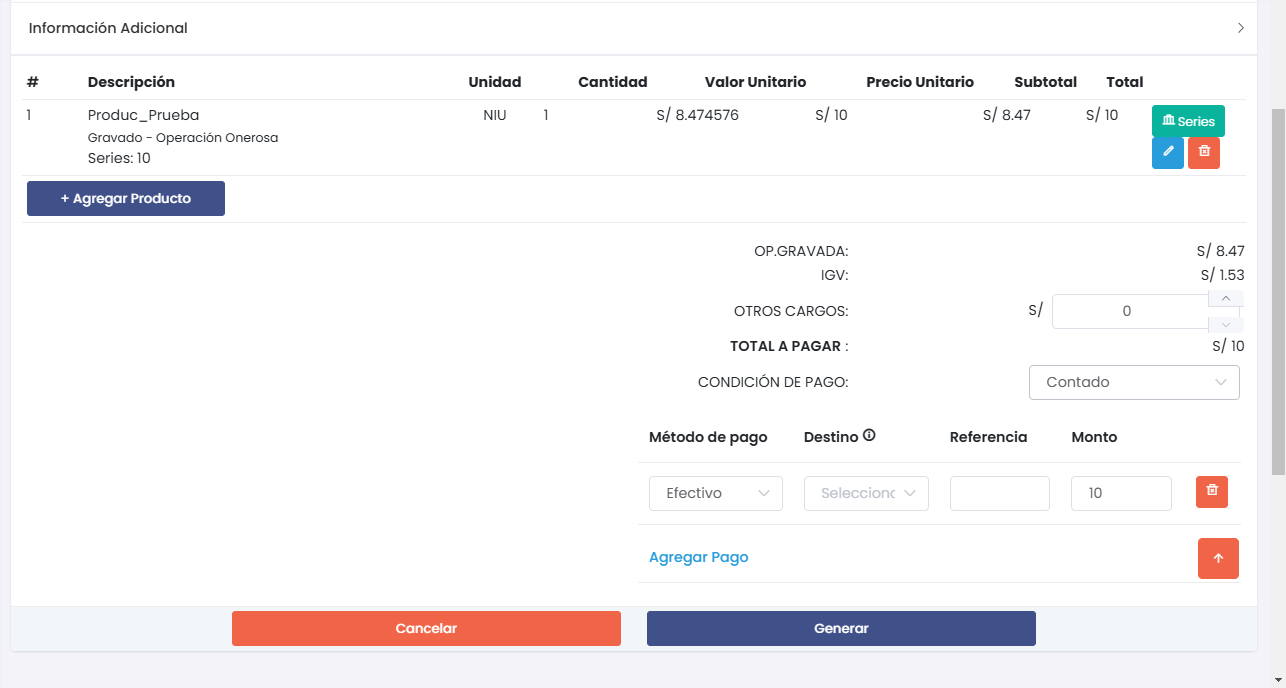 Información Adicional
# Descripción Unidad Cantidad Valor Unitario Precio Unitario Subtotal Total
1 Produc_Prueba NIU 1 S/ 8.474576 S/ 10 S/ 8.47 S/ 10 Series
Gravado - Operación Onerosa
Series: 10
+ Agregar Producto
OP.GRAVADA: S/ 8.47
IGV: S/ 1.53
OTROS CARGOS: S/ 0
TOTAL A PAGAR : S/ 10
CONDICIÓN DE PAGO: Contado
Método de pago Destino Referencia Monto
Efectivo 10
Agregar Pago
Cancelar Generar